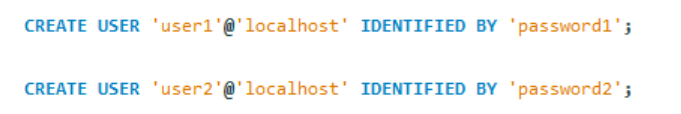 CREATE USER 'user1'@'localhost' IDENTIFIED BY 'password1';
CREATE USER 'user2'@'localhost' IDENTIFIED BY 'password2';